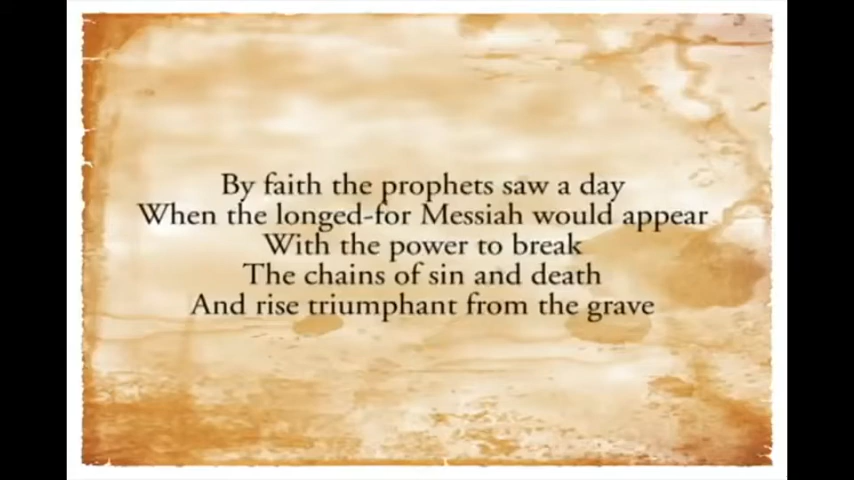 By faith the prophets saw a day
When the longed-for Messiah would appear
With the power to break
The chains of sin and death
And rise triumphant from the grave